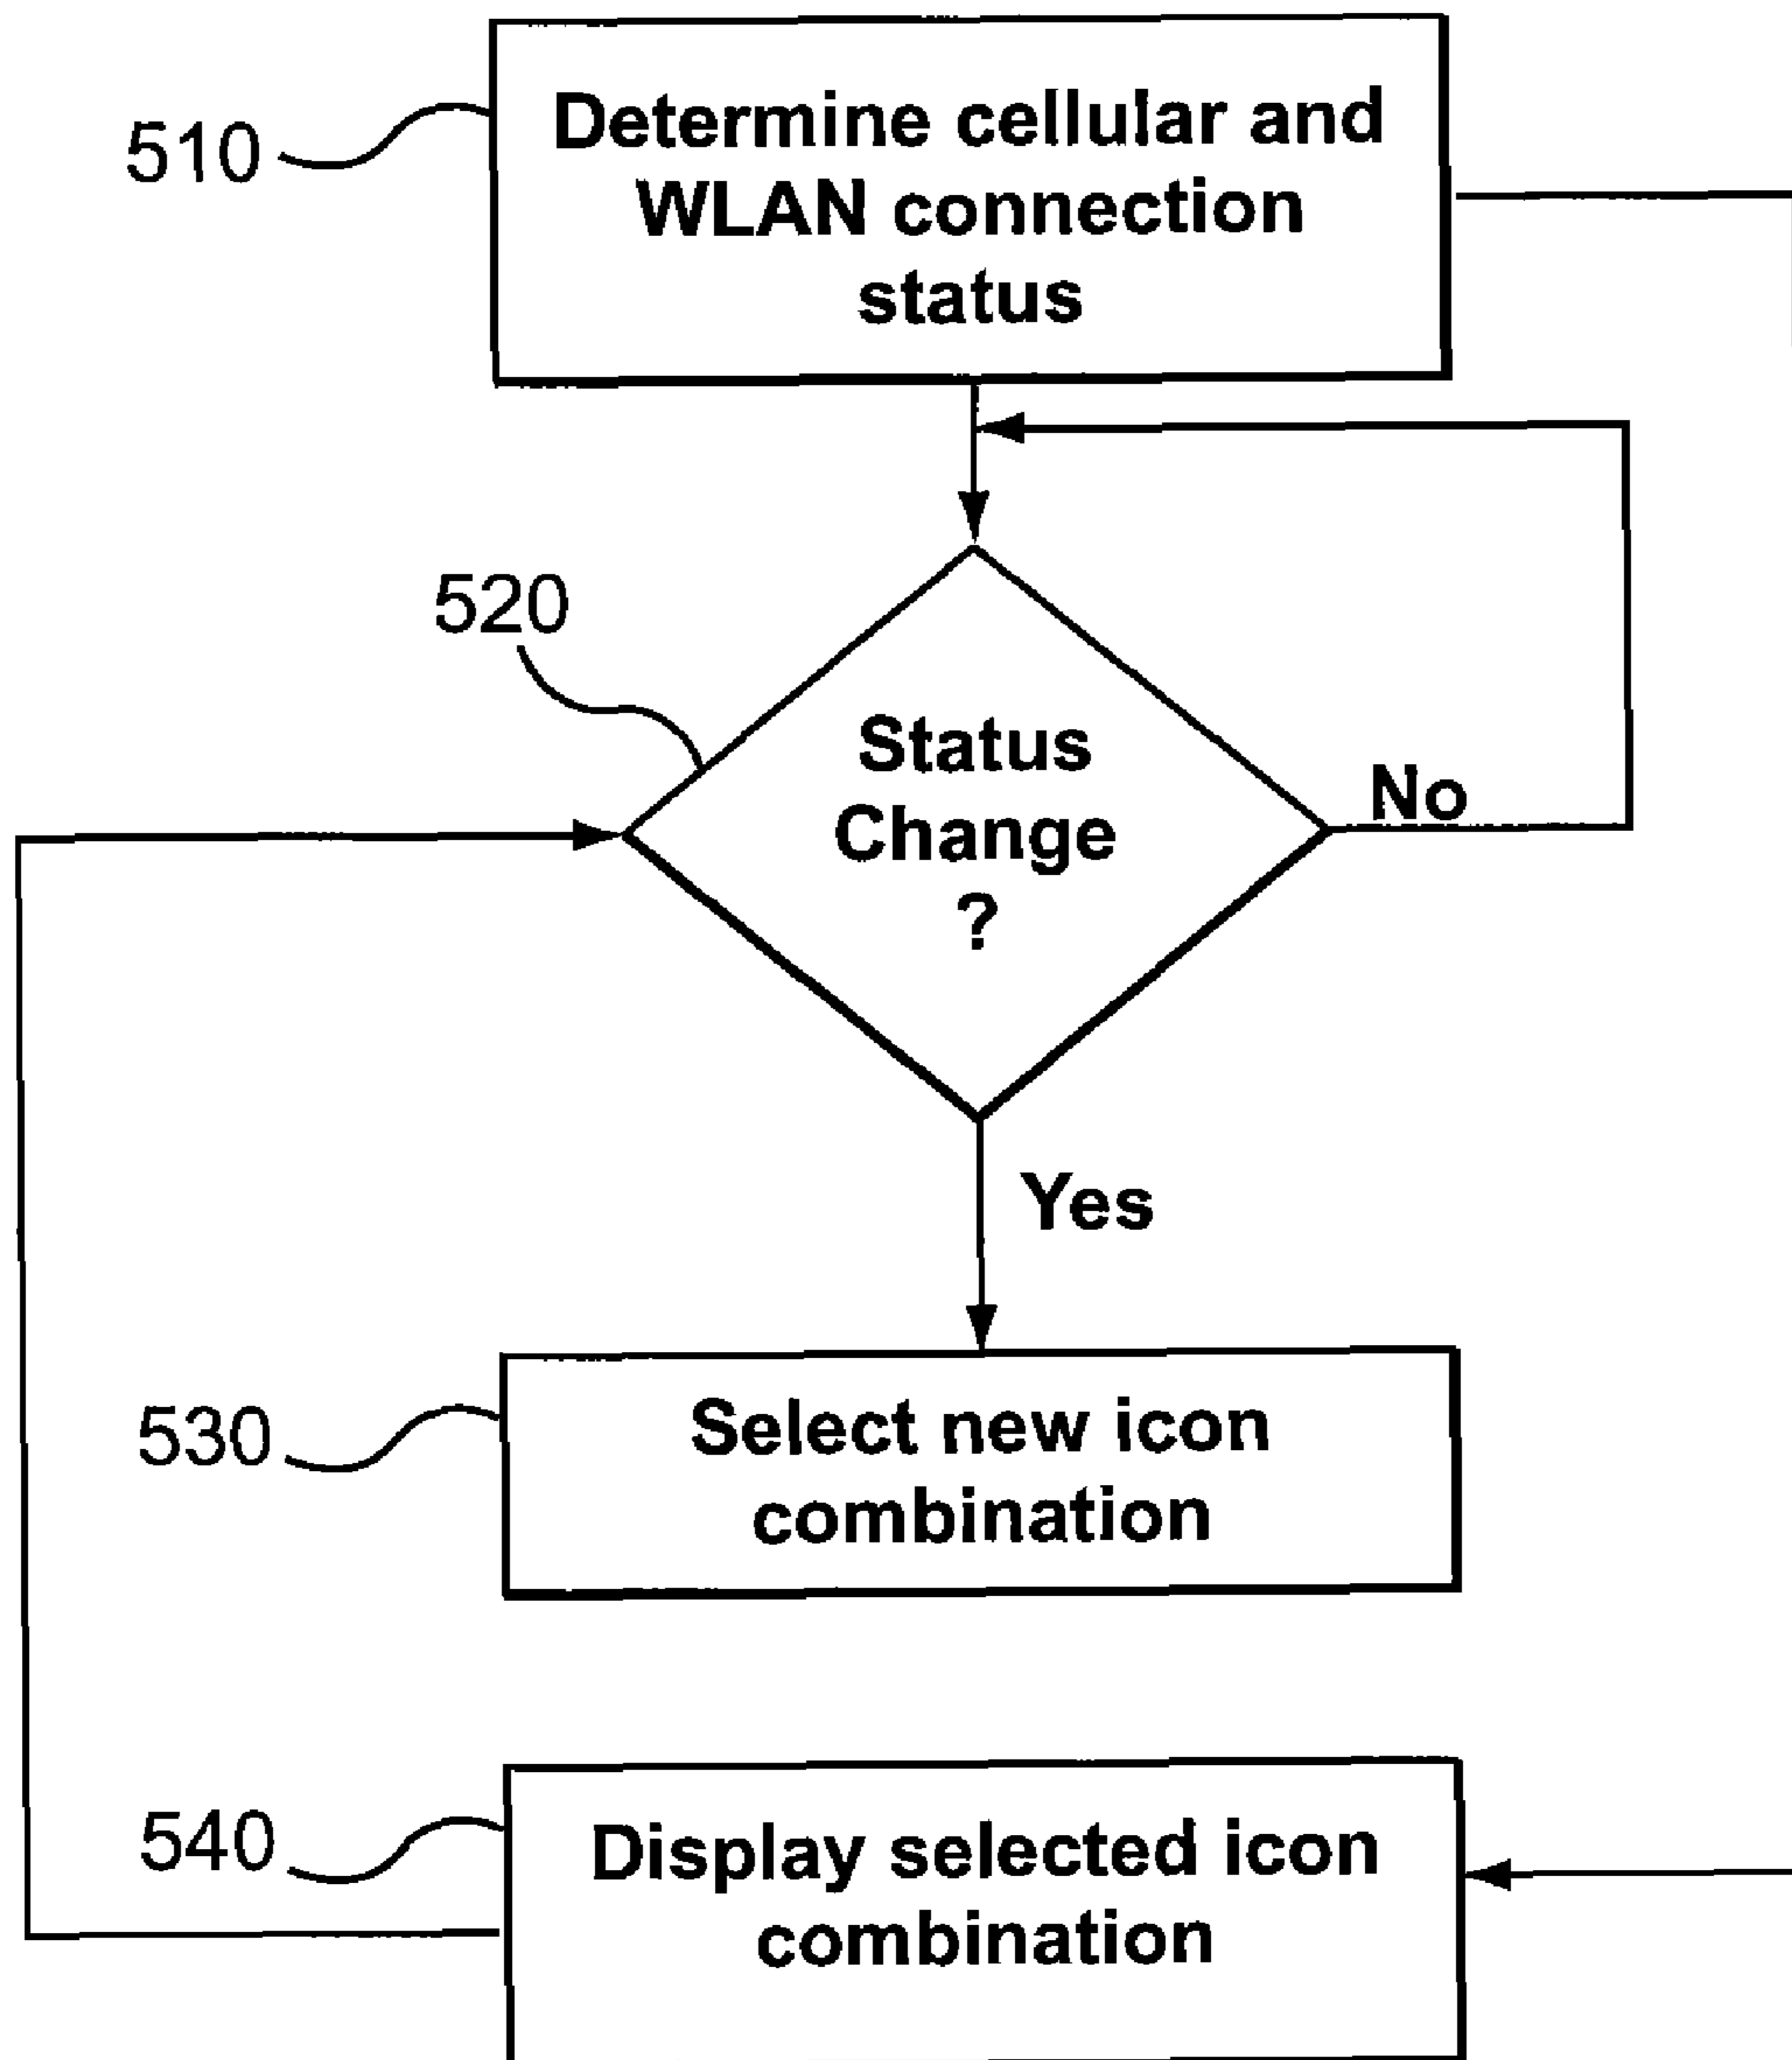 510
Determine cellular and
WLAN connection
status
520
Status
Change
?
No
Yes
530
Select new icon
combination
540
Display selected icon
combination